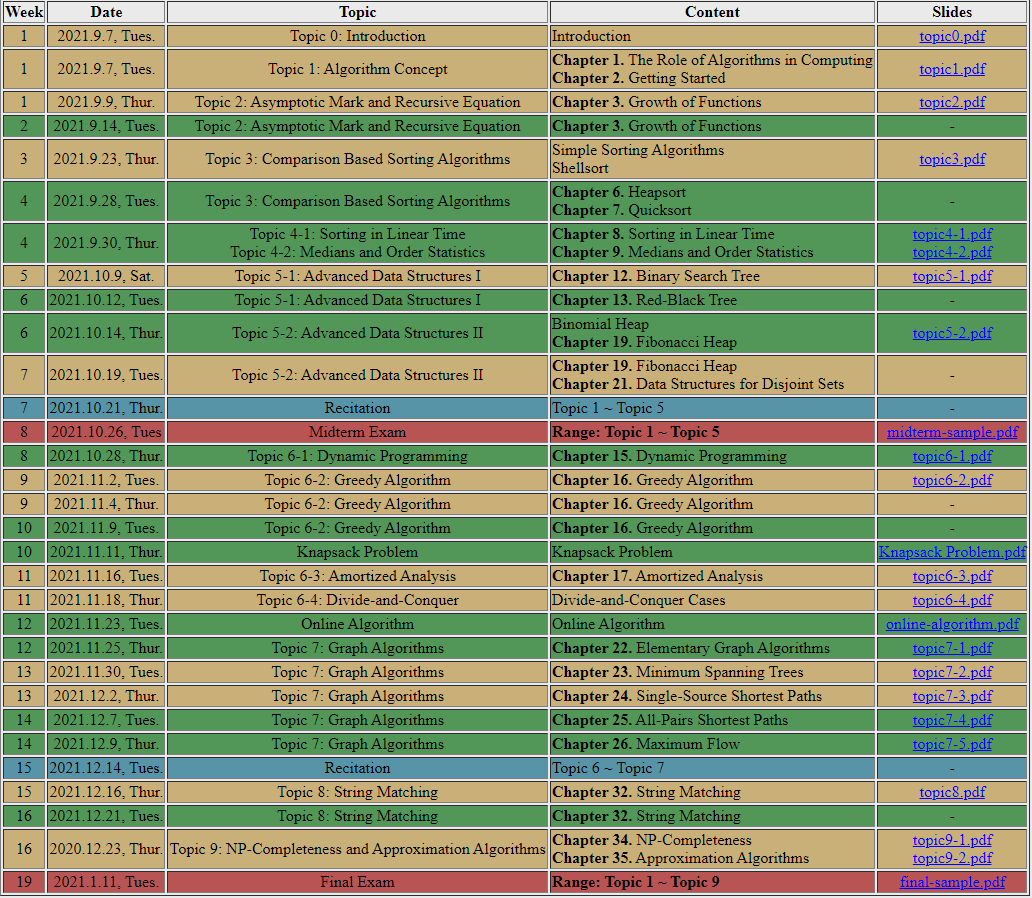 Week Date Topic Content Slides
1 2021.9.7, Tues. Topic 0: Introduction Introduction topic0.pdf
1 2021.9.7, Tues. Topic 1: Algorithm Concept Chapter 1. The Role of Algorithms in Computing topic1.pdf
Chapter 2. Getting Started
1 2021.9.9, Thur. Topic 2: Asymptotic Mark and Recursive Equation Chapter 3. Growth of Functions topic2.pdf
2 2021.9.14, Tues. Topic 2: Asymptotic Mark and Recursive Equation Chapter 3. Growth of Functions -
3 2021.9.23, Thur. Topic 3: Comparison Based Sorting Algorithms Simple Sorting Algorithms topic3.pdf
Shellsort
4 2021.9.28, Tues. Topic 3: Comparison Based Sorting Algorithms Chapter 6. Heapsort -
Chapter 7. Quicksort
4 2021.9.30, Thur. Topic 4-1: Sorting in Linear Time Chapter 8. Sorting in Linear Time topic4-1.pdf
Topic 4-2: Medians and Order Statistics Chapter 9. Medians and Order Statistics topic4-2.pdf
5 2021.10.9, Sat. Topic 5-1: Advanced Data Structures I Chapter 12. Binary Search Tree topic5-1.pdf
6 2021.10.12, Tues. Topic 5-1: Advanced Data Structures I Chapter 13. Red-Black Tree -
6 2021.10.14, Thur. Topic 5-2: Advanced Data Structures II Binomial Heap topic5-2.pdf
Chapter 19. Fibonacci Heap
7 2021.10.19, Tues. Topic 5-2: Advanced Data Structures II Chapter 19. Fibonacci Heap -
Chapter 21. Data Structures for Disjoint Sets
7 2021.10.21, Thur. Recitation Topic 1 ~ Topic 5 -
8 2021.10.26, Tues Midterm Exam Range: Topic 1 ~ Topic 5 midterm-sample.pdf
8 2021.10.28, Thur. Topic 6-1: Dynamic Programming Chapter 15. Dynamic Programming topic6-1.pdf
9 2021.11.2, Tues. Topic 6-2: Greedy Algorithm Chapter 16. Greedy Algorithm topic6-2.pdf
9 2021.11.4, Thur. Topic 6-2: Greedy Algorithm Chapter 16. Greedy Algorithm -
10 2021.11.9, Tues. Topic 6-2: Greedy Algorithm Chapter 16. Greedy Algorithm -
10 2021.11.11, Thur. Knapsack Problem Knapsack Problem Knapsack Problem.pdf
11 2021.11.16, Tues. Topic 6-3: Amortized Analysis Chapter 17. Amortized Analysis topic6-3.pdf
11 2021.11.18, Thur. Topic 6-4: Divide-and-Conquer Divide-and-Conquer Cases topic6-4.pdf
12 2021.11.23, Tues. Online Algorithm Online Algorithm online-algorithm.pdf
12 2021.11.25, Thur. Topic 7: Graph Algorithms Chapter 22. Elementary Graph Algorithms topic7-1.pdf
13 2021.11.30, Tues. Topic 7: Graph Algorithms Chapter 23. Minimum Spanning Trees topic7-2.pdf
13 2021.12.2, Thur. Topic 7: Graph Algorithms Chapter 24. Single-Source Shortest Paths topic7-3.pdf
14 2021.12.7, Tues. Topic 7: Graph Algorithms Chapter 25. All-Pairs Shortest Paths topic7-4.pdf
14 2021.12.9, Thur. Topic 7: Graph Algorithms Chapter 26. Maximum Flow topic7-5.pdf
15 2021.12.14, Tues. Recitation Topic 6 ~ Topic 7 -
15 2021.12.16, Thur. Topic 8: String Matching Chapter 32. String Matching topic8.pdf
16 2021.12.21, Tues. Topic 8: String Matching Chapter 32. String Matching -
16 2020.12.23, Thur. Topic 9: NP-Completeness and Approximation Algorithms Chapter 34. NP-Completeness topic9-1.pdf
Chapter 35. Approximation Algorithms topic9-2.pdf
19 2021.1.11, Tues. Final Exam Range: Topic 1 ~ Topic 9 final-sample.pdf